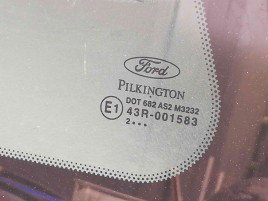 Ford
PILKINGTON
DOT 682 AS2 M3232
E1 43R-001583
2...